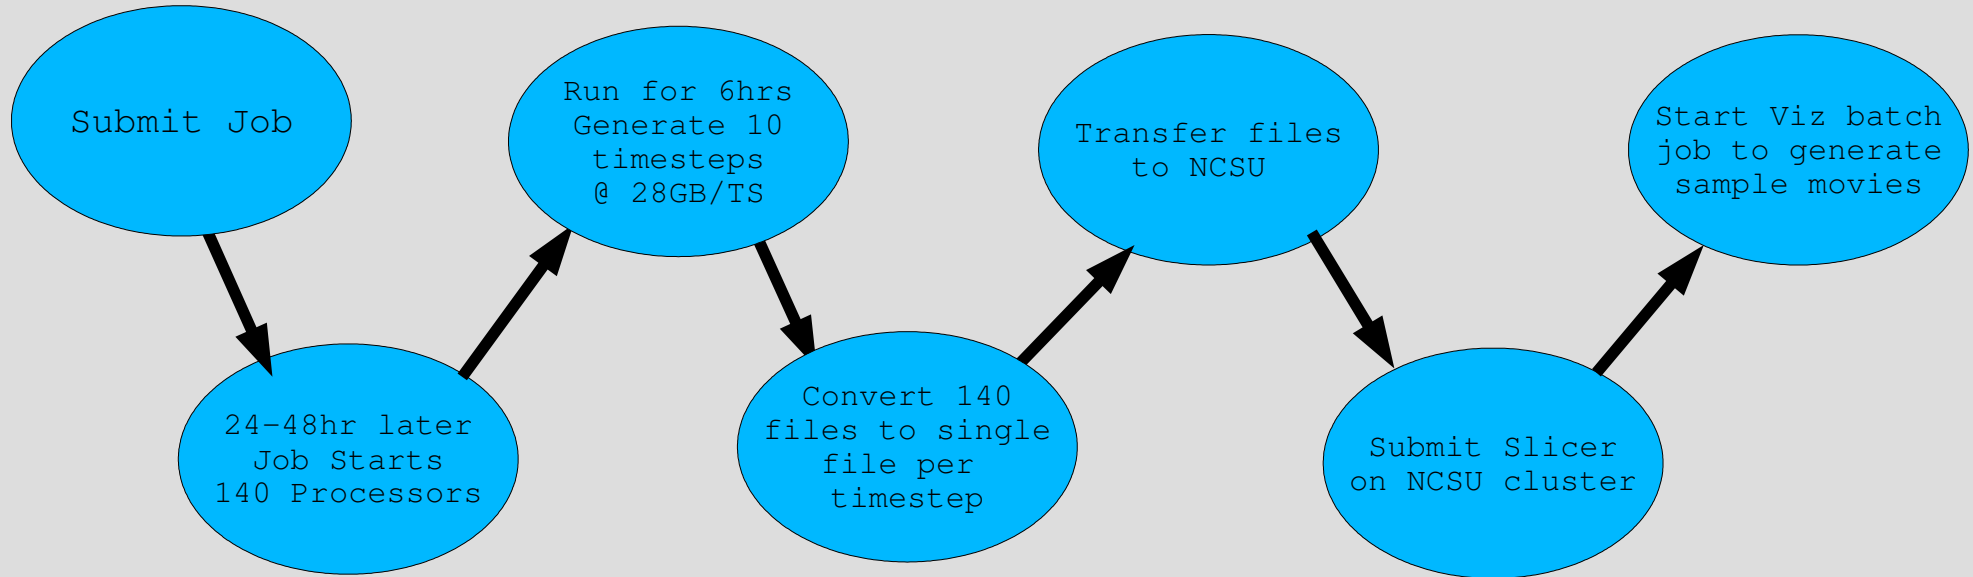 Submit Job
24-48hr later
Job Starts
140 Processors
Run for 6hrs
Generate 10
timesteps
@ 28GB/TS
Convert 140
files to single
file per
timestep
Transfer files
to NCSU
Submit Slicer
on NCSU cluster
Start Viz batch
job to generate
sample movies